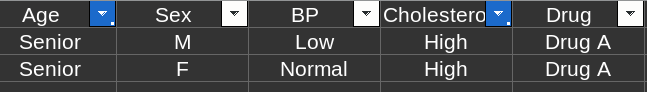 Age Sex BP Cholestero Drug
Senior M Low High Drug A
Senior F Normal High Drug A